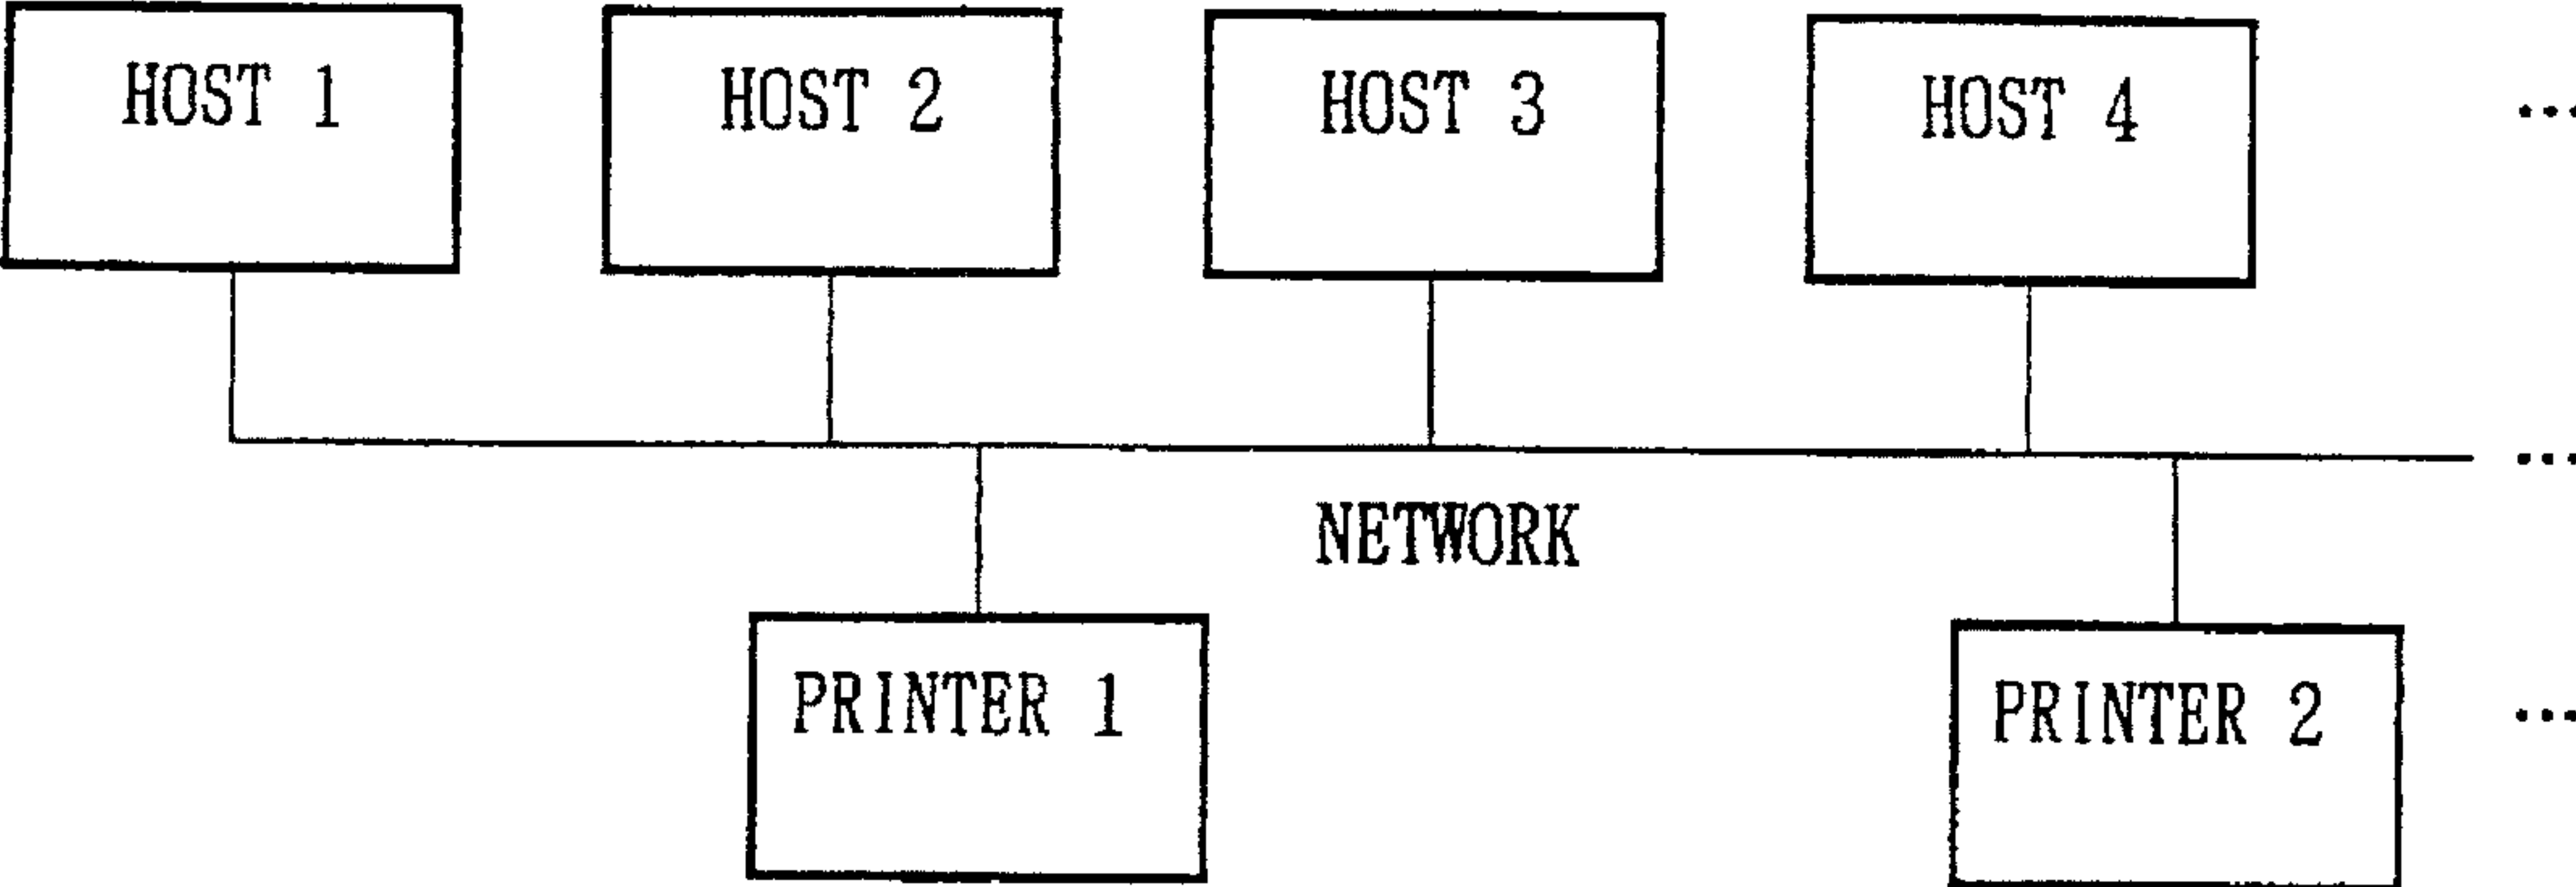 HOST 1 HOST 2 HOST 3 HOST 4 ...
...
NETWORK
PRINTER 1 PRINTER 2 ...